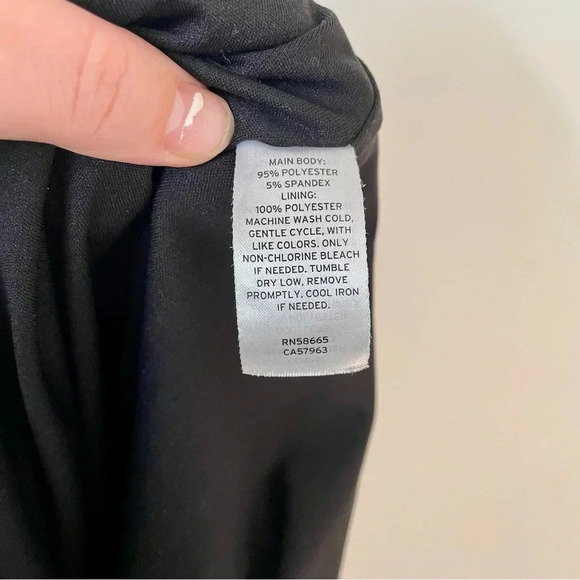 MAIN BODY:
95% POLYESTER
5% SPANDEX
LINING:
100% POLYESTER
MACHINE WASH COLD,
GENTLE CYCLE, WITH
LIKE COLORS. ONLY
NON-CHLORINE BLEACH
IF NEEDED. TUMBLE
DRY LOW, REMOVE
PROMPTLY. COOL IRON
IF NEEDED.
RN58665
CA57963